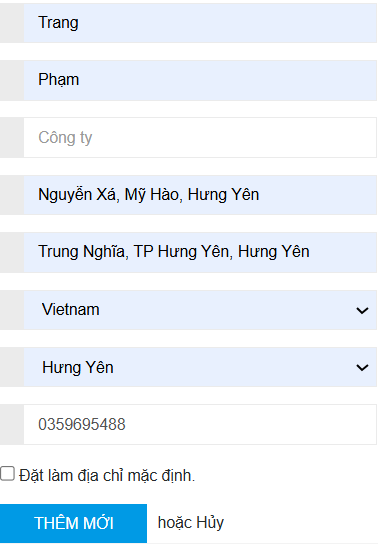 Trang
Phạm
Công ty
Nguyễn Xá, Mỹ Hào, Hưng Yên
Trung Nghĩa, TP Hưng Yên, Hưng Yên
Vietnam
Hưng Yên
0359695488
Đặt làm địa chỉ mặc định.
THÊM MỚI hoặc Hủy